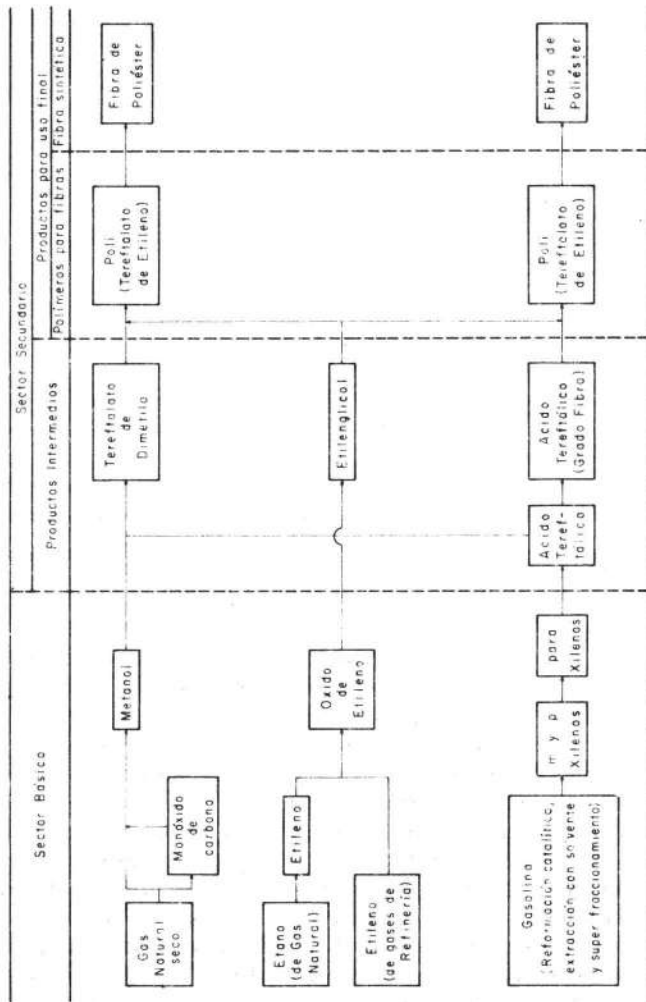 Sector Básico
Sector Secundario
Productos Intermedios
Productos para uso final
Polímeros para fibras
Fibra sintética
Gas
Natural
seco
Monóxido
de
carbono
Metanol
Tereftalato
de
Dimetilo
Poli
(Tereftalato
de Etileno)
Fibra de
Poliéster
Etano
(de Gas
Natural)
Etileno
Etileno
(de gases de
Refinería)
Oxido
de
Etileno
Etilenglicol
Gasolina
(Reformación catalítica,
extracción con solvente
y super fraccionamiento)
m y p
Xilenos
para
Xilenos
Acido
Teref-
tálico
Acido
Tereftálico
(Grado Fibra)
Poli
(Tereftalato
de Etileno)
Fibra de
Poliéster